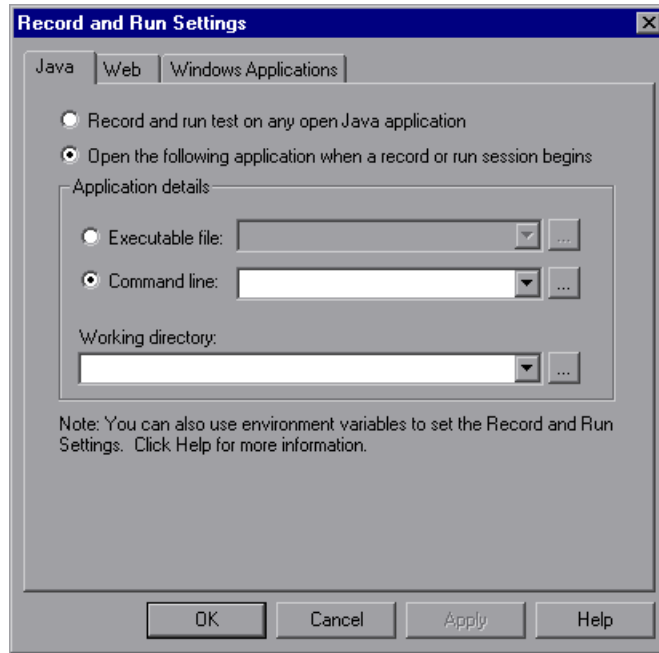 Record and Run Settings
Java Web Windows Applications
Record and run test on any open Java application
Open the following application when a record or run session begins
Application details
Executable file: ...
Command line: ...
Working directory:
...
Note: You can also use environment variables to set the Record and Run
Settings. Click Help for more information.
OK Cancel Apply Help